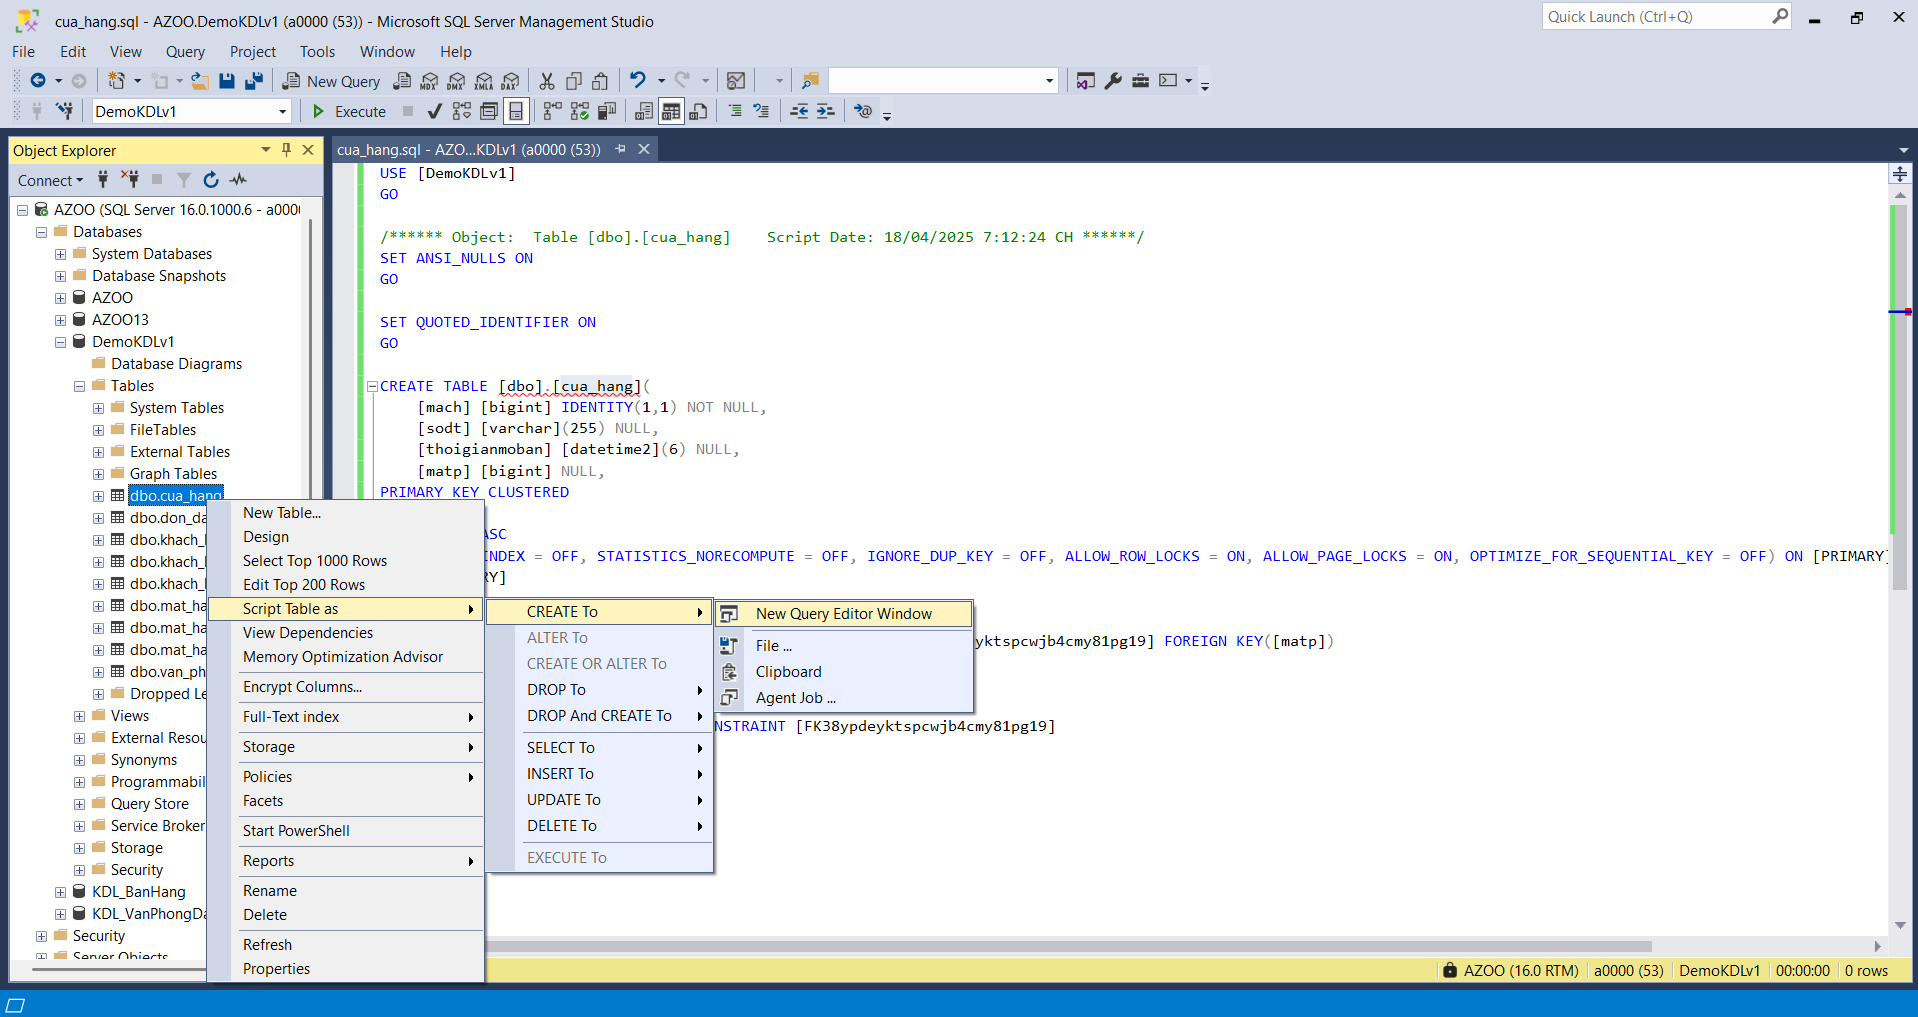 cua_hang.sql - AZOO.DemoKDLv1 (a0000 (53)) - Microsoft SQL Server Management Studio
Quick Launch (Ctrl+Q)
File Edit View Query Project Tools Window Help
New Query
MDX DMX XMLA DAX
DemoKDLv1
Execute
Object Explorer
cua_hang.sql - AZO...KDLv1 (a0000 (53))
Connect
AZOO (SQL Server 16.0.1000.6 - a000
Databases
System Databases
Database Snapshots
AZOO
AZOO13
DemoKDLv1
Database Diagrams
Tables
System Tables
FileTables
External Tables
Graph Tables
dbo.cua_hang
dbo.don_da
dbo.khach_
dbo.khach_
dbo.khach_
dbo.mat_ha
dbo.mat_ha
dbo.mat_ha
dbo.van_ph
Dropped Le
Views
External Resou
Synonyms
Programmabil
Query Store
Service Broker
Storage
Security
KDL_BanHang
KDL_VanPhongDa
Security
Server Objects
USE [DemoKDLv1]
GO
/****** Object:  Table [dbo].[cua_hang]    Script Date: 18/04/2025 7:12:24 CH ******/
SET ANSI_NULLS ON
GO
SET QUOTED_IDENTIFIER ON
GO
CREATE TABLE [dbo].[cua_hang](
[mach] [bigint] IDENTITY(1,1) NOT NULL,
[sodt] [varchar](255) NULL,
[thoigianmoban] [datetime2](6) NULL,
[matp] [bigint] NULL,
PRIMARY KEY CLUSTERED
ASC
INDEX = OFF, STATISTICS_NORECOMPUTE = OFF, IGNORE_DUP_KEY = OFF, ALLOW_ROW_LOCKS = ON, ALLOW_PAGE_LOCKS = ON, OPTIMIZE_FOR_SEQUENTIAL_KEY = OFF) ON [PRIMARY]
RY]
yktspcwjb4cmy81pg19] FOREIGN KEY([matp])
NSTRAINT [FK38ypdeyktspcwjb4cmy81pg19]
New Table...
Design
Select Top 1000 Rows
Edit Top 200 Rows
Script Table as
View Dependencies
Memory Optimization Advisor
Encrypt Columns...
Full-Text index
Storage
Policies
Facets
Start PowerShell
Reports
Rename
Delete
Refresh
Properties
CREATE To
ALTER To
CREATE OR ALTER To
DROP To
DROP And CREATE To
SELECT To
INSERT To
UPDATE To
DELETE To
EXECUTE To
New Query Editor Window
File ...
Clipboard
Agent Job ...
AZOO (16.0 RTM) a0000 (53) DemoKDLv1 00:00:00 0 rows